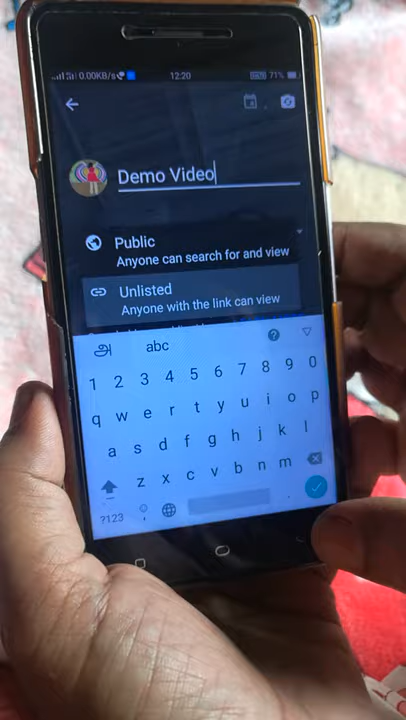 0.00KB/s 12:20 71%
Demo Video
Public
Anyone can search for and view
Unlisted
Anyone with the link can view
அ abc
1 2 3 4 5 6 7 8 9 0
q w e r t y u i o p
a s d f g h j k l
z x c v b n m
?123 , .